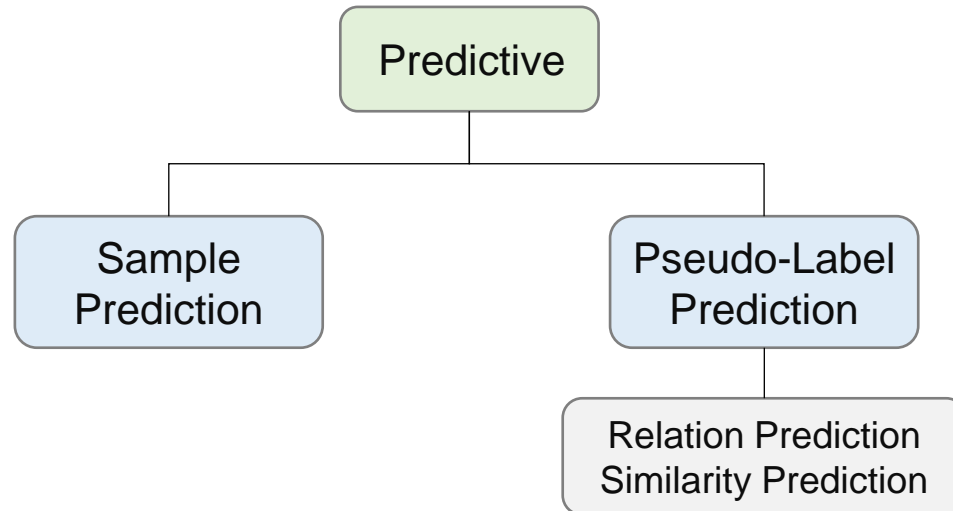 Predictive
Sample
Prediction
Pseudo-Label
Prediction
Relation Prediction
Similarity Prediction